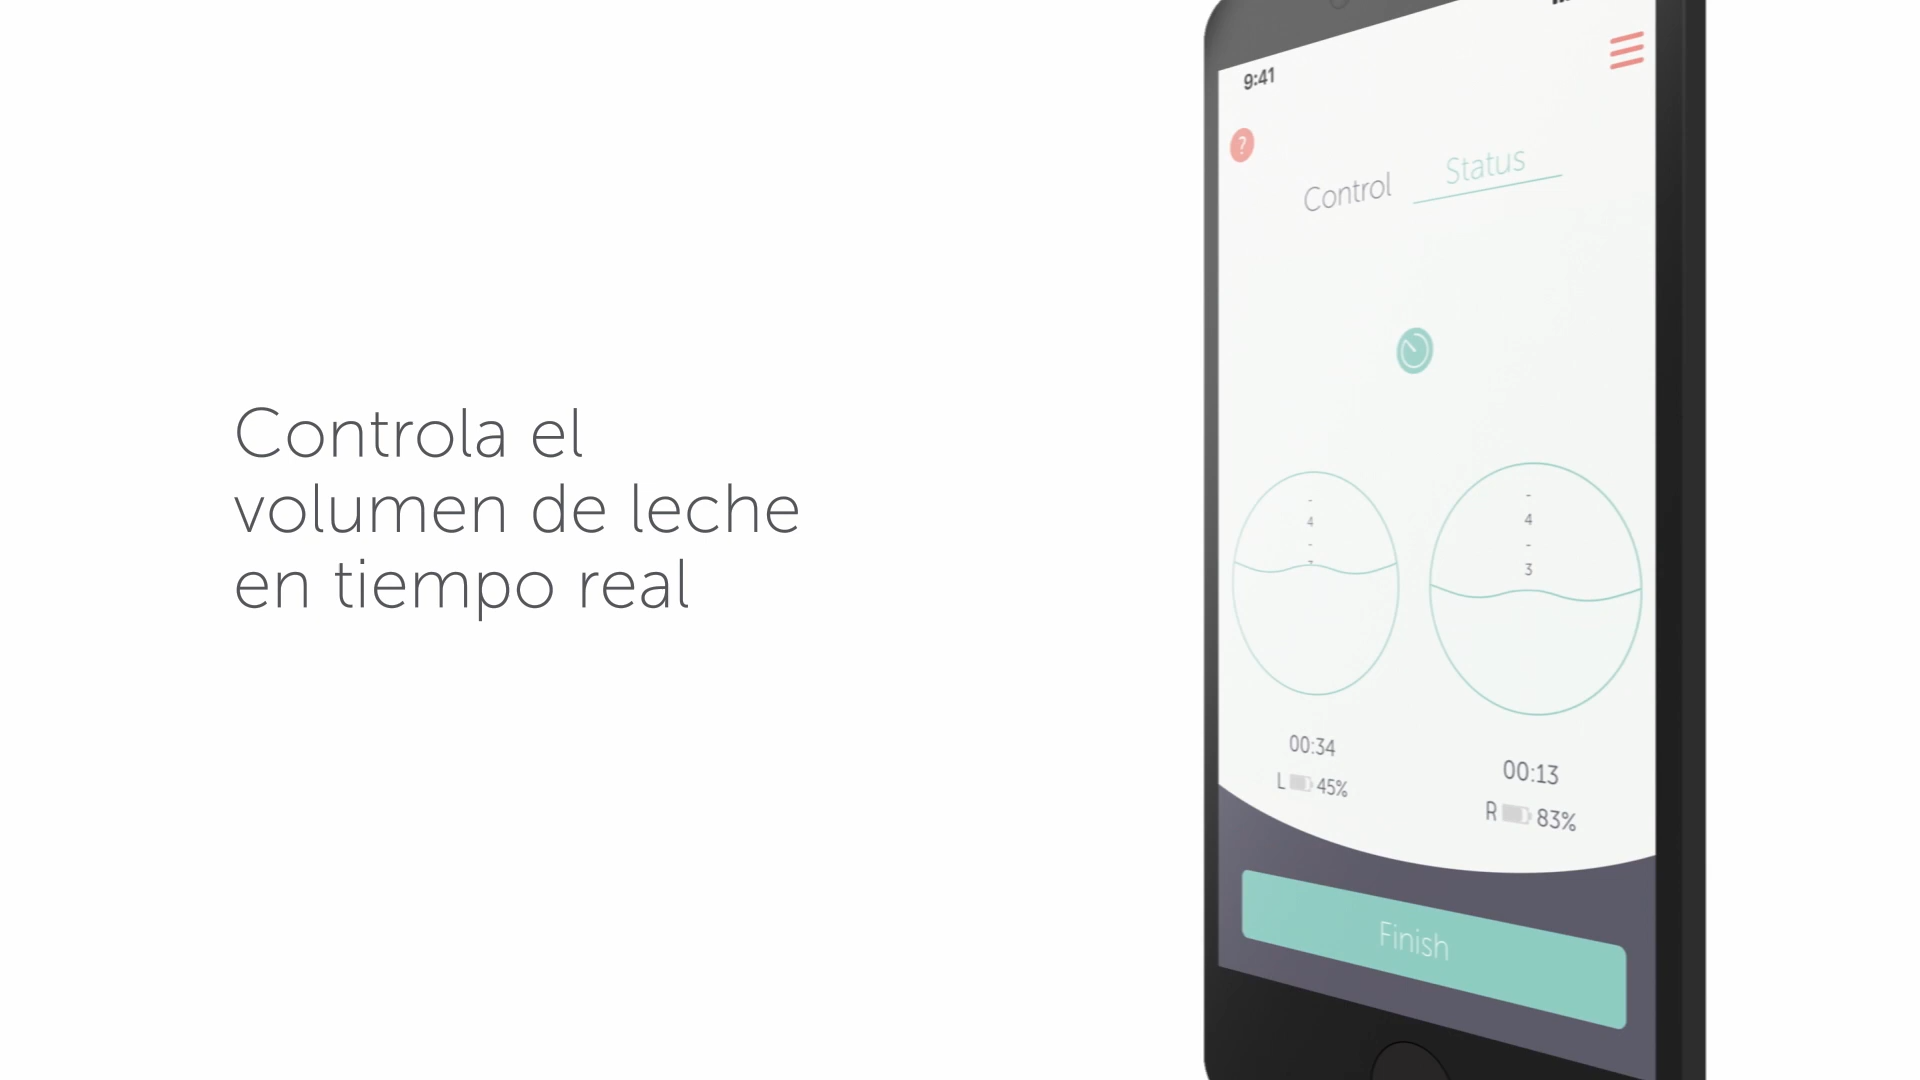 Controla el
volumen de leche
en tiempo real
9:41
?
Control Status
-
4
-
-
4
-
3
00:34
L 45%
00:13
R 83%
Finish